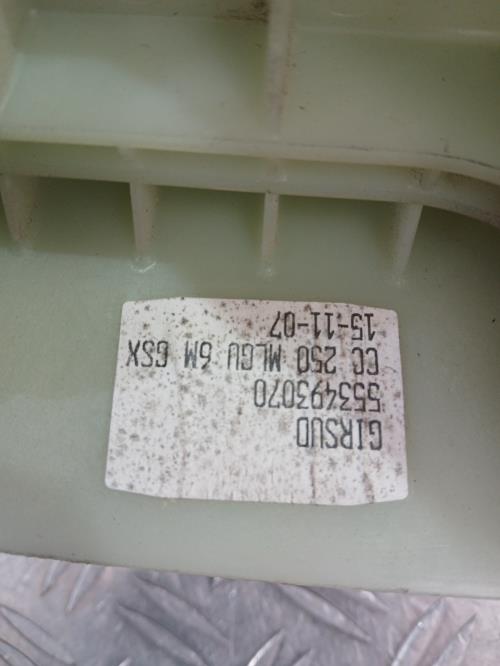 GIRSUD
553493070
CC 250 MLGU 6M GSX
15-11-07